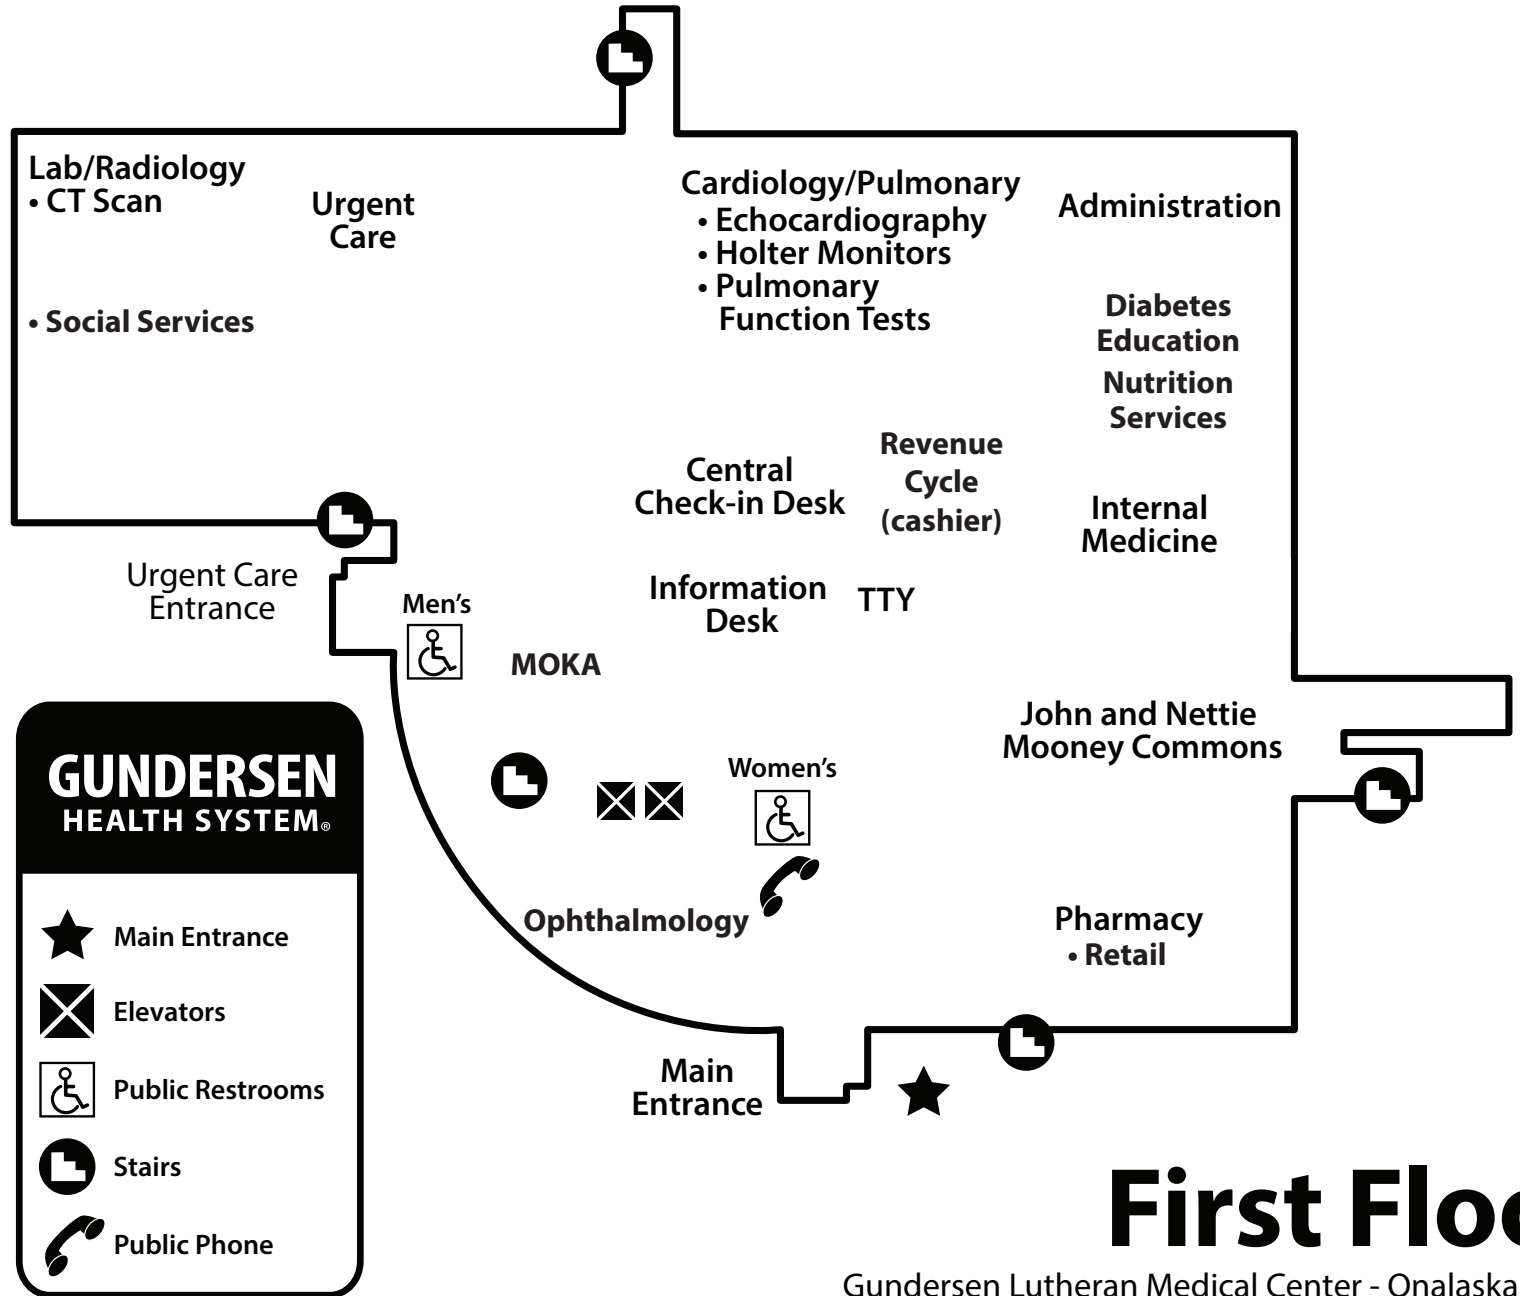 Lab/Radiology
• CT Scan
Urgent
Care
• Social Services
Cardiology/Pulmonary
• Echocardiography
• Holter Monitors
• Pulmonary
Function Tests
Administration
Diabetes
Education
Nutrition
Services
Revenue
Cycle
(cashier)
Central
Check-in Desk
Internal
Medicine
Urgent Care
Entrance
Men's
Information
Desk
TTY
MOKA
John and Nettie
Mooney Commons
Women's
Ophthalmology
Pharmacy
• Retail
Main
Entrance
GUNDERSEN
HEALTH SYSTEM®
Main Entrance
Elevators
Public Restrooms
Stairs
Public Phone
First
Gundersen Lutheran Medical Center - Onalaska